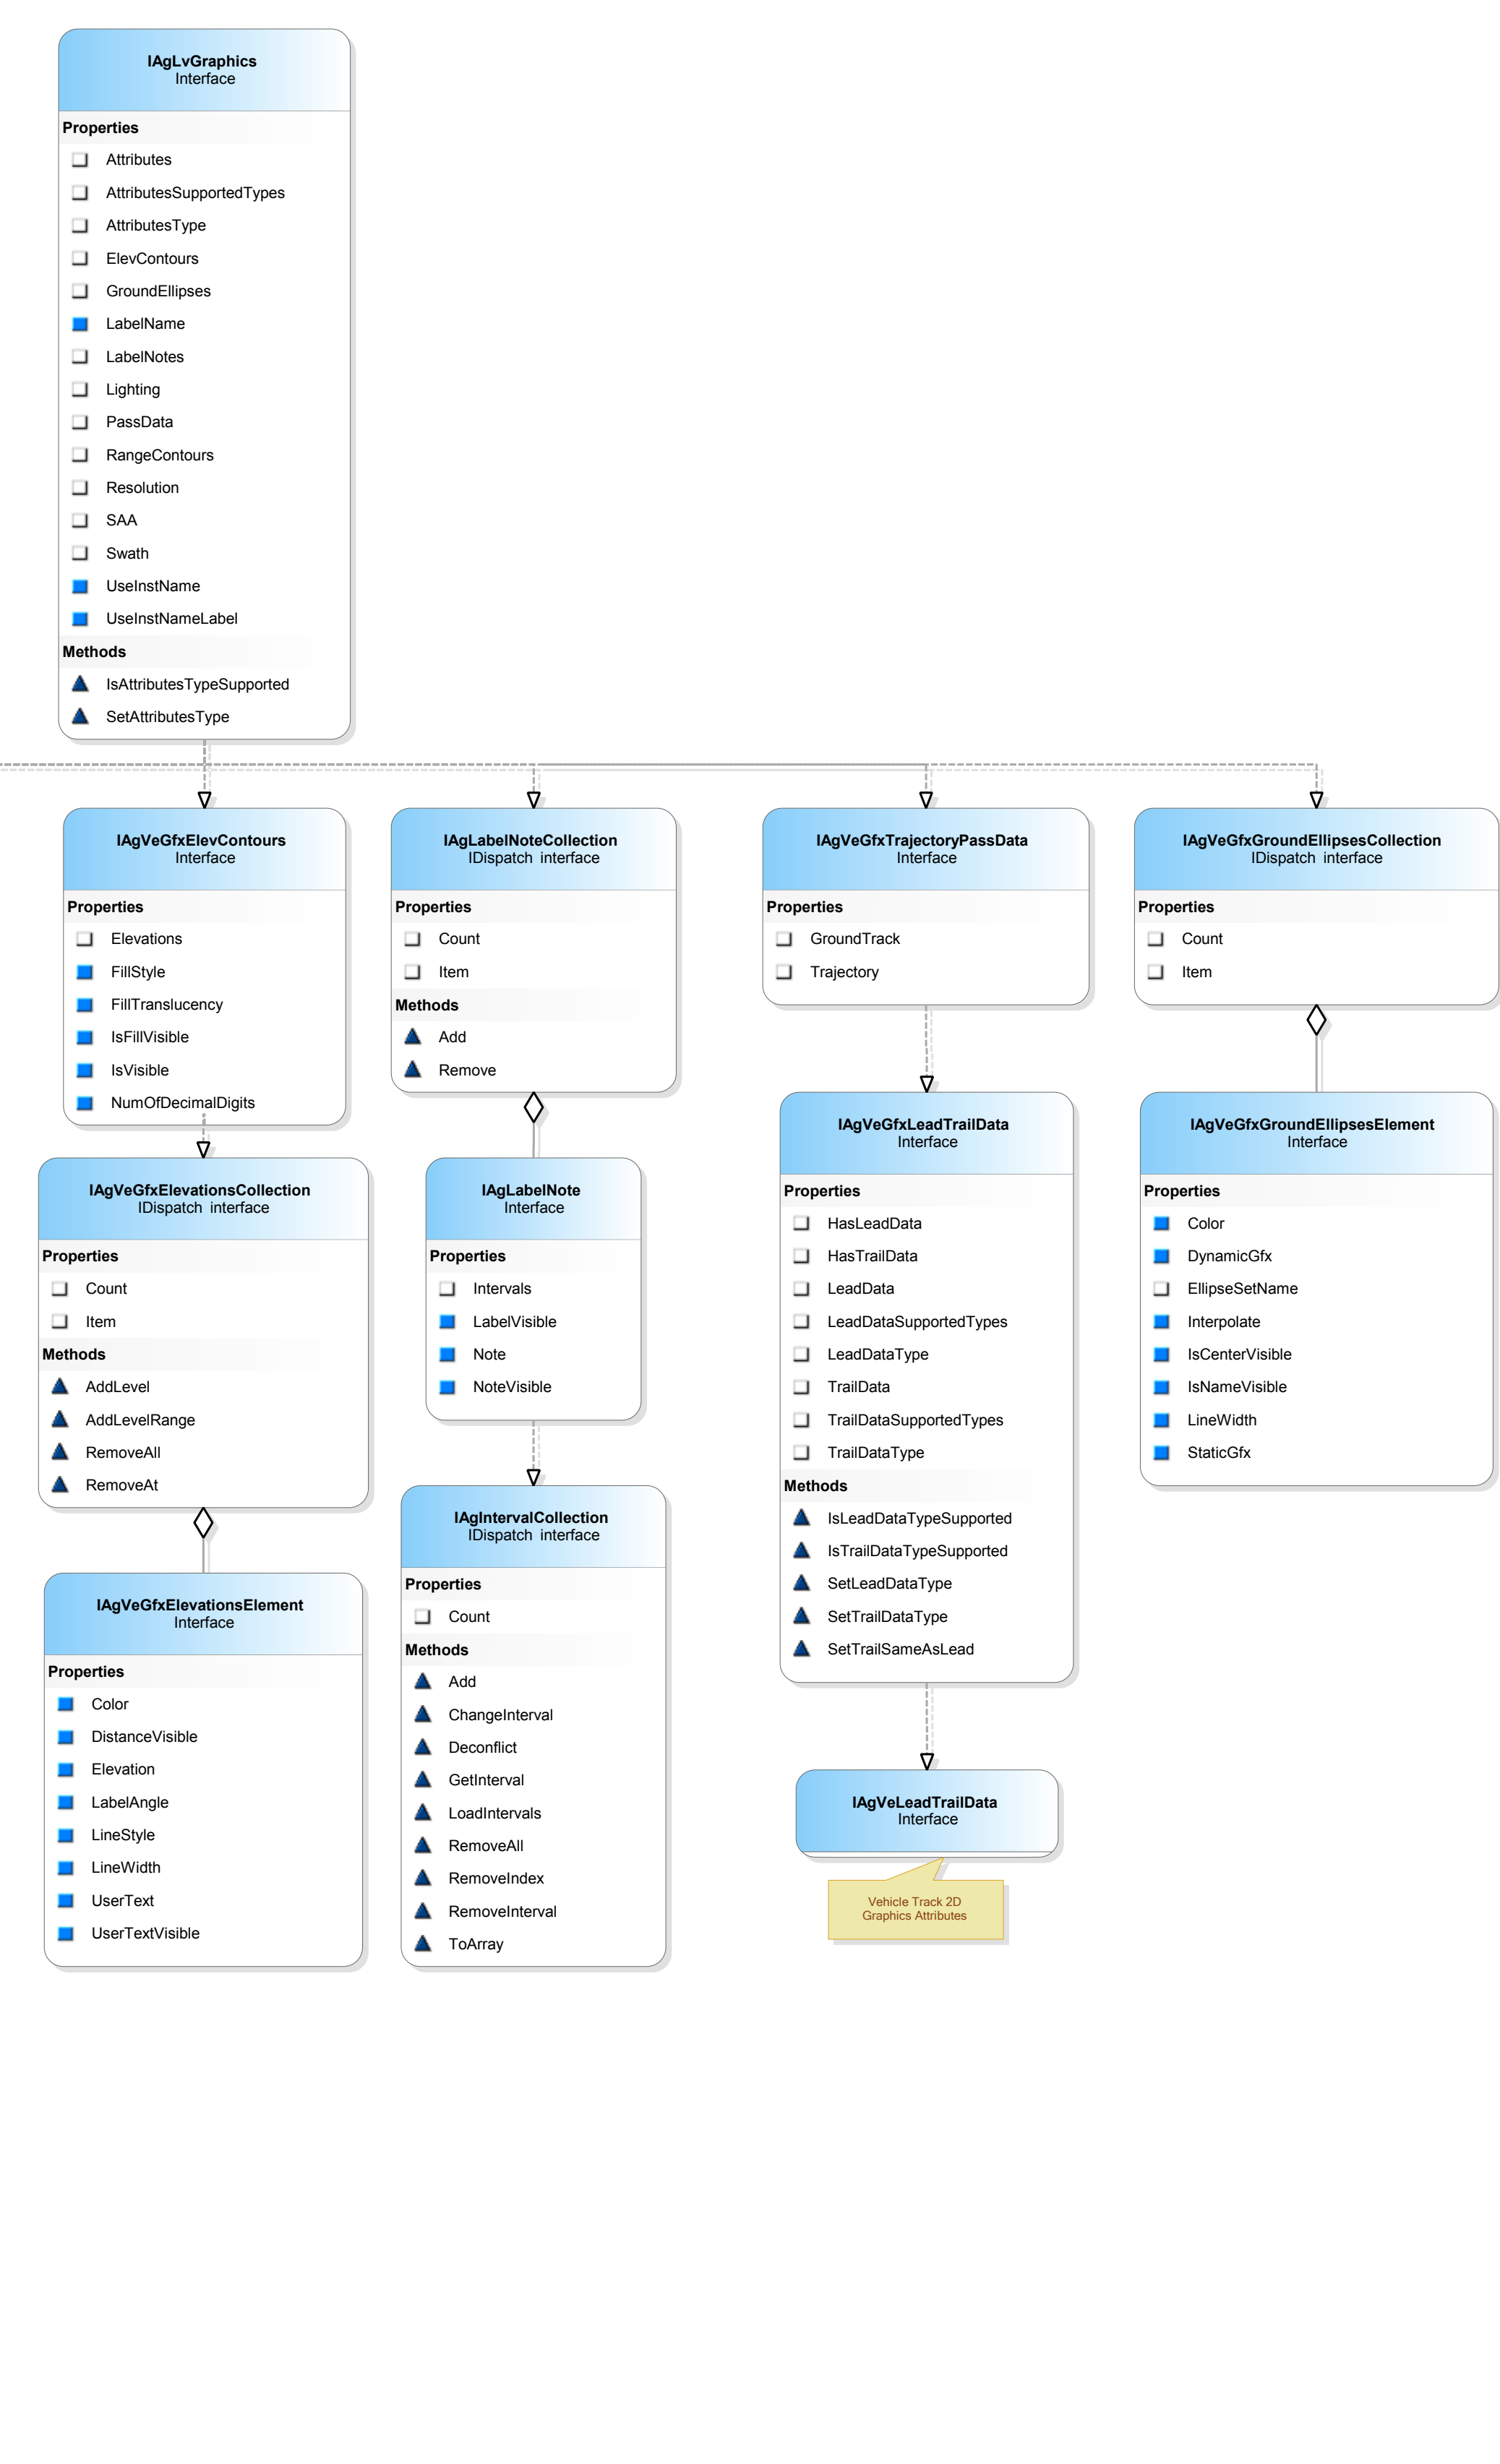 IAgLvGraphics
Interface
Properties
Attributes
AttributesSupportedTypes
AttributesType
ElevContours
GroundEllipses
LabelName
LabelNotes
Lighting
PassData
RangeContours
Resolution
SAA
Swath
UseInstName
UseInstNameLabel
Methods
IsAttributesTypeSupported
SetAttributesType
IAgVeGfxElevContours
Interface
Properties
Elevations
FillStyle
FillTranslucency
IsFillVisible
IsVisible
NumOfDecimalDigits
IAgVeGfxElevationsCollection
IDispatch interface
Properties
Count
Item
Methods
AddLevel
AddLevelRange
RemoveAll
RemoveAt
IAgVeGfxElevationsElement
Interface
Properties
Color
DistanceVisible
Elevation
LabelAngle
LineStyle
LineWidth
UserText
UserTextVisible
IAgLabelNoteCollection
IDispatch interface
Properties
Count
Item
Methods
Add
Remove
IAgLabelNote
Interface
Properties
Intervals
LabelVisible
Note
NoteVisible
IAgIntervalCollection
IDispatch interface
Properties
Count
Methods
Add
ChangeInterval
Deconflict
GetInterval
LoadIntervals
RemoveAll
RemoveIndex
RemoveInterval
ToArray
IAgVeGfxTrajectoryPassData
Interface
Properties
GroundTrack
Trajectory
IAgVeGfxLeadTrailData
Interface
Properties
HasLeadData
HasTrailData
LeadData
LeadDataSupportedTypes
LeadDataType
TrailData
TrailDataSupportedTypes
TrailDataType
Methods
IsLeadDataTypeSupported
IsTrailDataTypeSupported
SetLeadDataType
SetTrailDataType
SetTrailSameAsLead
IAgVeLeadTrailData
Interface
Vehicle Track 2D
Graphics Attributes
IAgVeGfxGroundEllipsesCollection
IDispatch interface
Properties
Count
Item
IAgVeGfxGroundEllipsesElement
Interface
Properties
Color
DynamicGfx
EllipseSetName
Interpolate
IsCenterVisible
IsNameVisible
LineWidth
StaticGfx